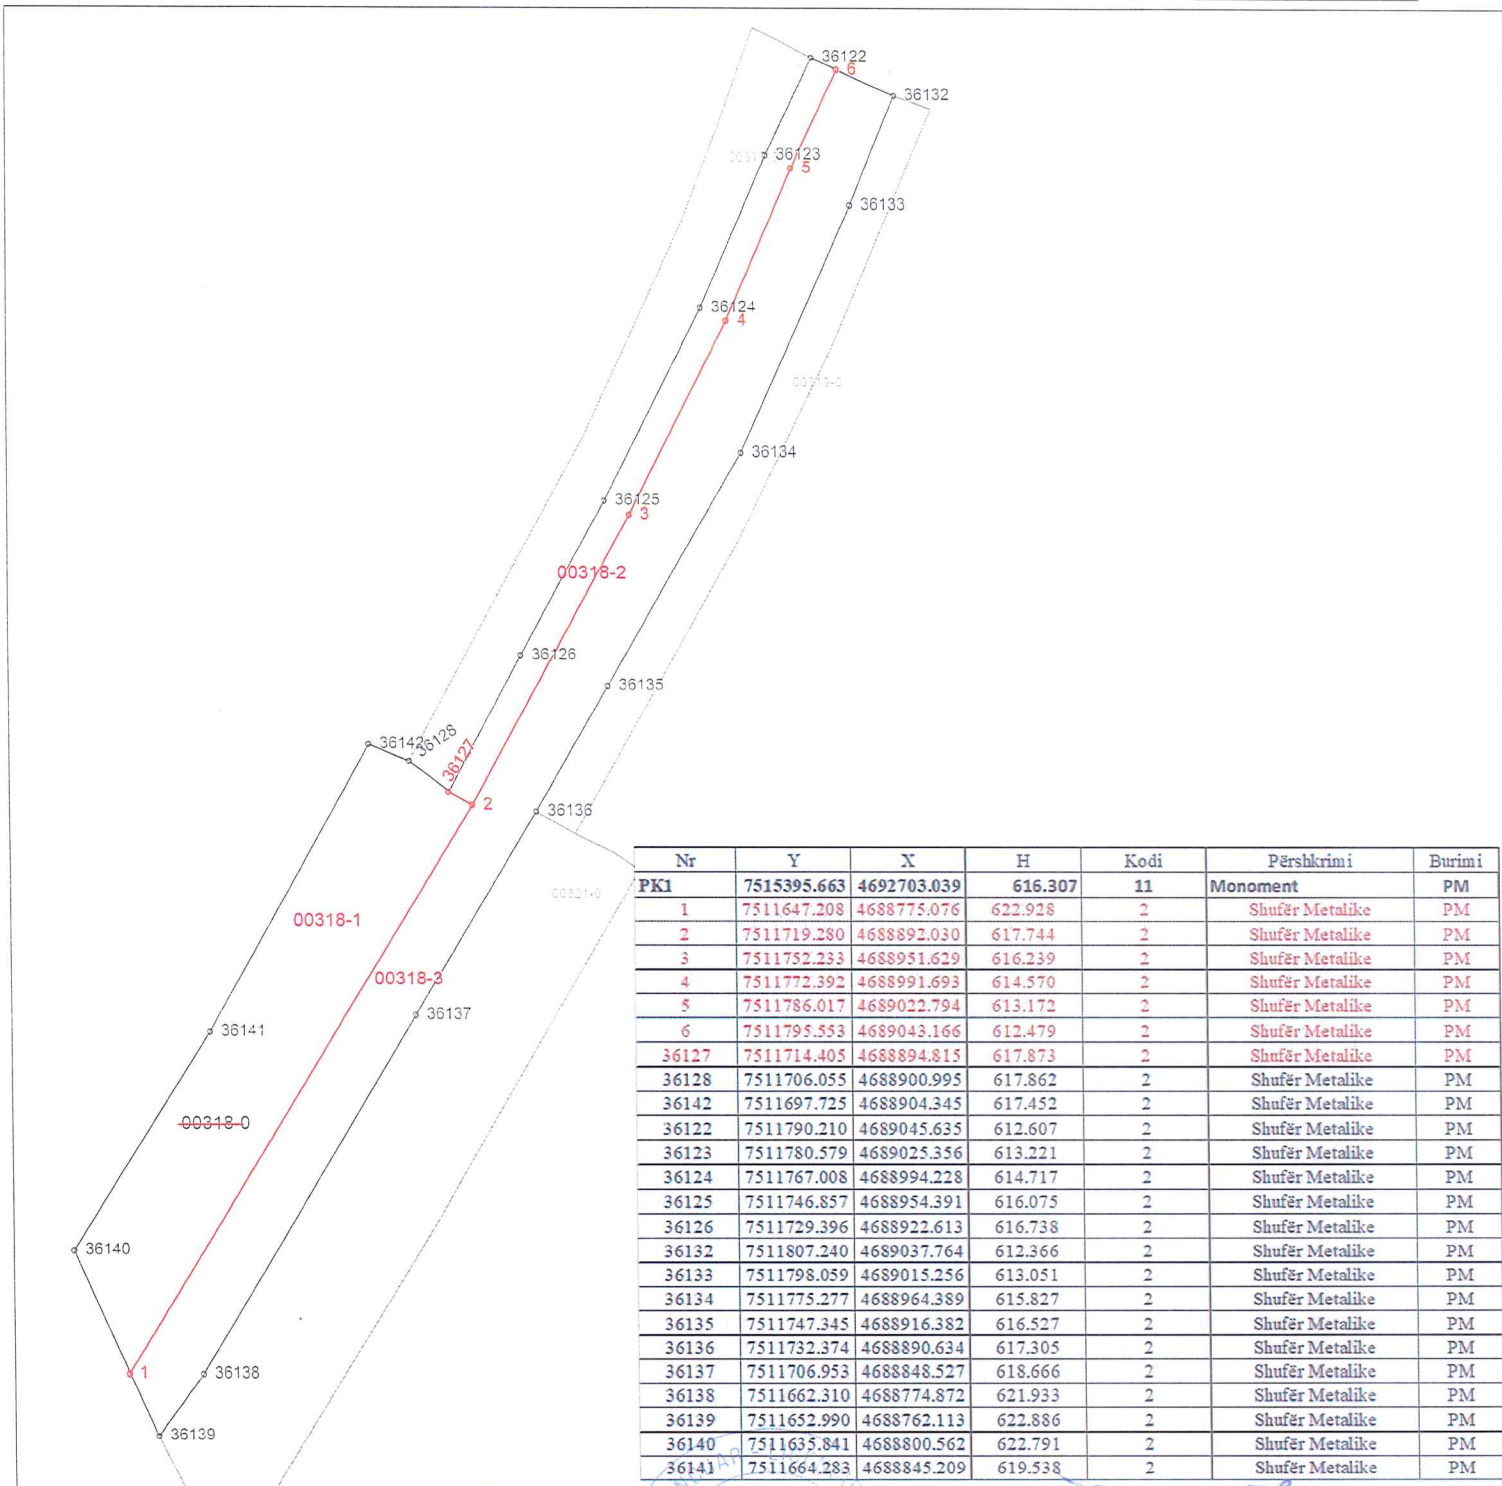 36122
6
36132
36123
5
36133
36124
4
00319-0
36134
36125
3
00318-2
36126
36135
36142
36128
36127
2
36136
00321-0
00318-1
00318-3
36137
36141
00318-0
36140
1
36138
36139
Nr Y X H Kodi Përshkrimi Burimi
PK1 7515395.663 4692703.039 616.307 11 Monoment PM
1 7511647.208 4688775.076 622.928 2 Shufër Metalike PM
2 7511719.280 4688892.030 617.744 2 Shufër Metalike PM
3 7511752.233 4688951.629 616.239 2 Shufër Metalike PM
4 7511772.392 4688991.693 614.570 2 Shufër Metalike PM
5 7511786.017 4689022.794 613.172 2 Shufër Metalike PM
6 7511795.553 4689043.166 612.479 2 Shufër Metalike PM
36127 7511714.405 4688894.815 617.873 2 Shufër Metalike PM
36128 7511706.055 4688900.995 617.862 2 Shufër Metalike PM
36142 7511697.725 4688904.345 617.452 2 Shufër Metalike PM
36122 7511790.210 4689045.635 612.607 2 Shufër Metalike PM
36123 7511780.579 4689025.356 613.221 2 Shufër Metalike PM
36124 7511767.008 4688994.228 614.717 2 Shufër Metalike PM
36125 7511746.857 4688954.391 616.075 2 Shufër Metalike PM
36126 7511729.396 4688922.613 616.738 2 Shufër Metalike PM
36132 7511807.240 4689037.764 612.366 2 Shufër Metalike PM
36133 7511798.059 4689015.256 613.051 2 Shufër Metalike PM
36134 7511775.277 4688964.389 615.827 2 Shufër Metalike PM
36135 7511747.345 4688916.382 616.527 2 Shufër Metalike PM
36136 7511732.374 4688890.634 617.305 2 Shufër Metalike PM
36137 7511706.953 4688848.527 618.666 2 Shufër Metalike PM
36138 7511662.310 4688774.872 621.933 2 Shufër Metalike PM
36139 7511652.990 4688762.113 622.886 2 Shufër Metalike PM
36140 7511635.841 4688800.562 622.791 2 Shufër Metalike PM
36141 7511664.283 4688845.209 619.538 2 Shufër Metalike PM